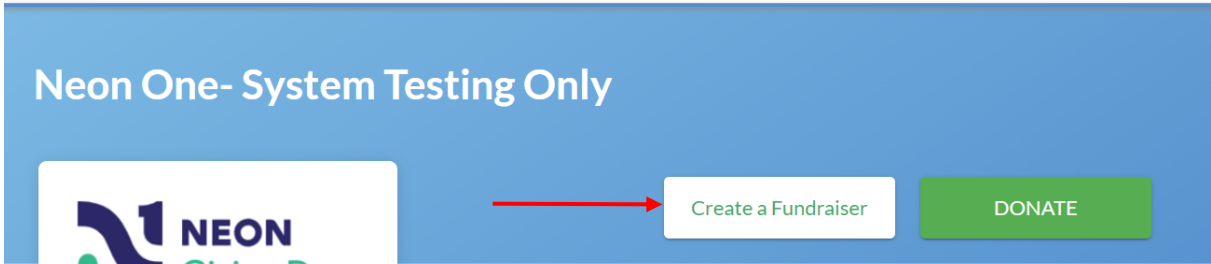 Neon One- System Testing Only
Create a Fundraiser
DONATE
NEON